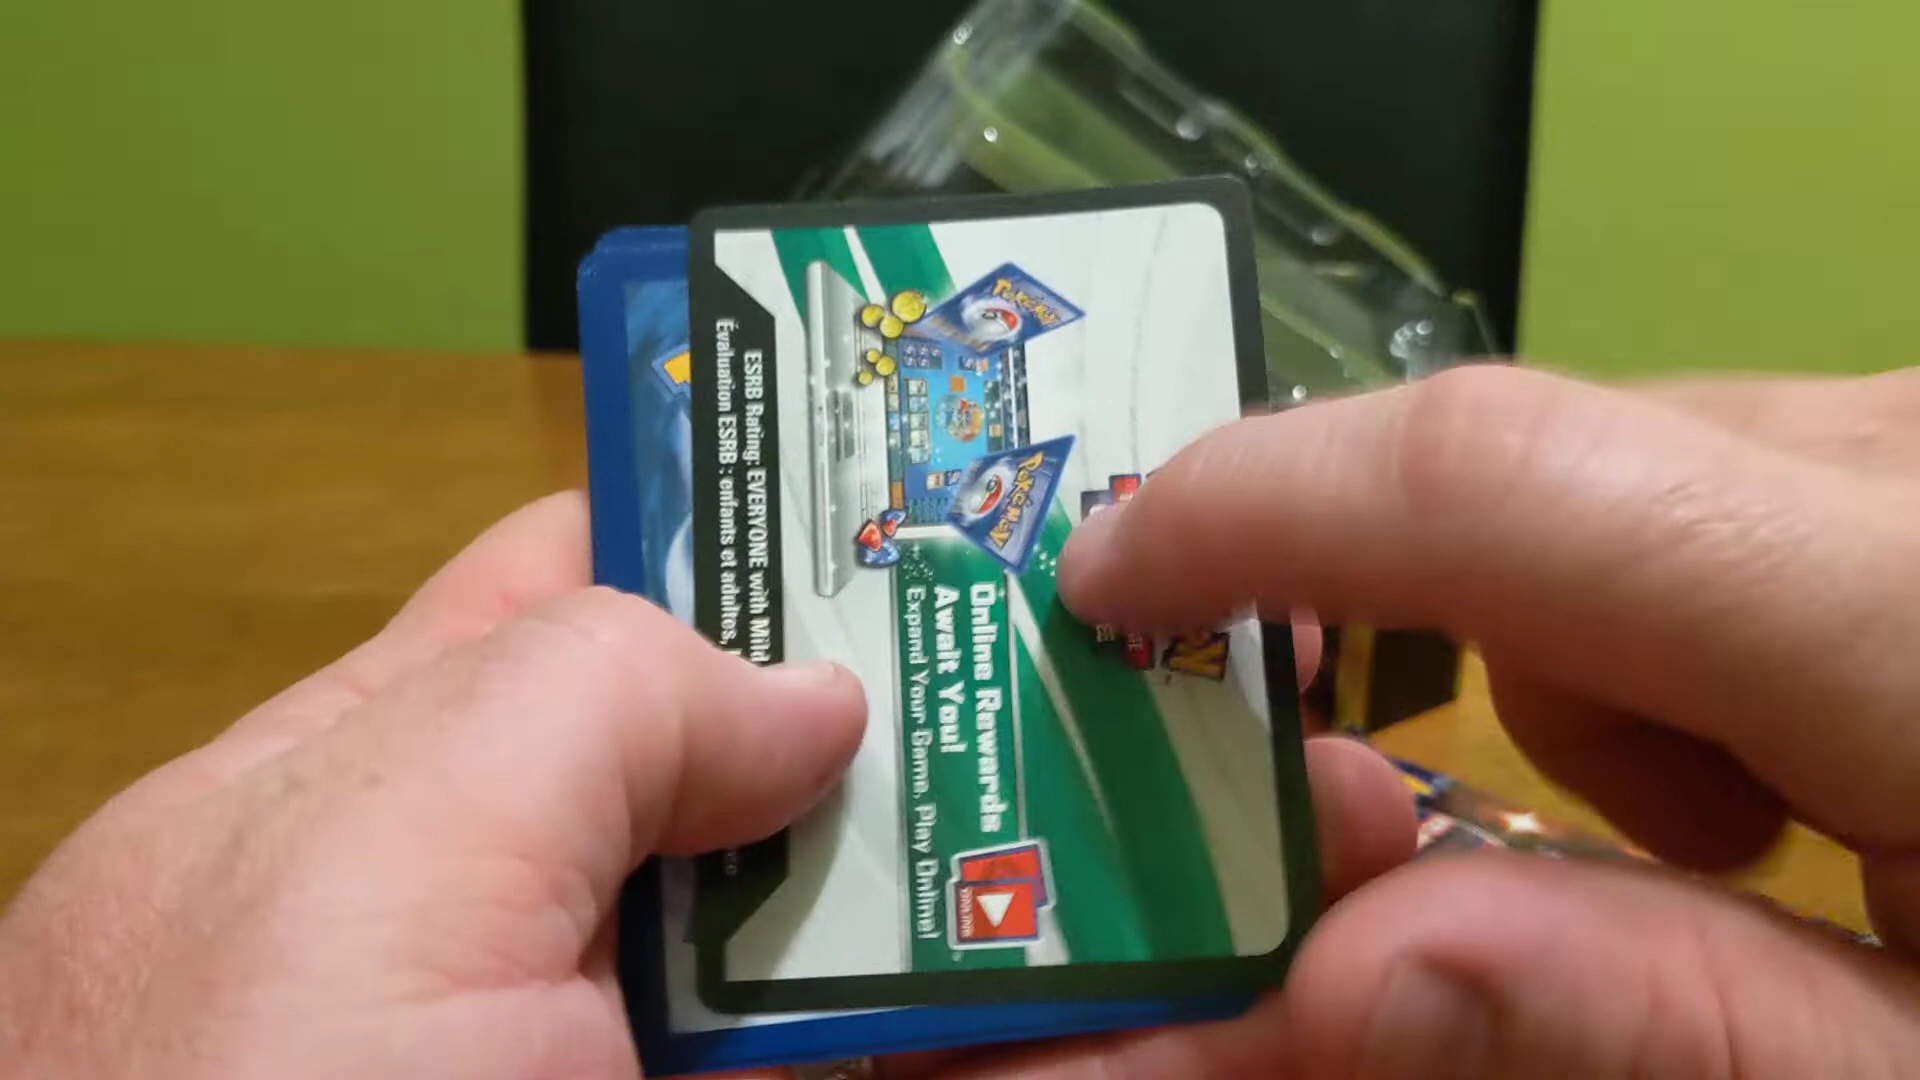 Online Rewards
Await You!
Expand Your Game, Play Online!
ESRB Rating: EVERYONE with Mild
Évaluation ESRB : enfants et adultes,
POKéMON
POKéMON